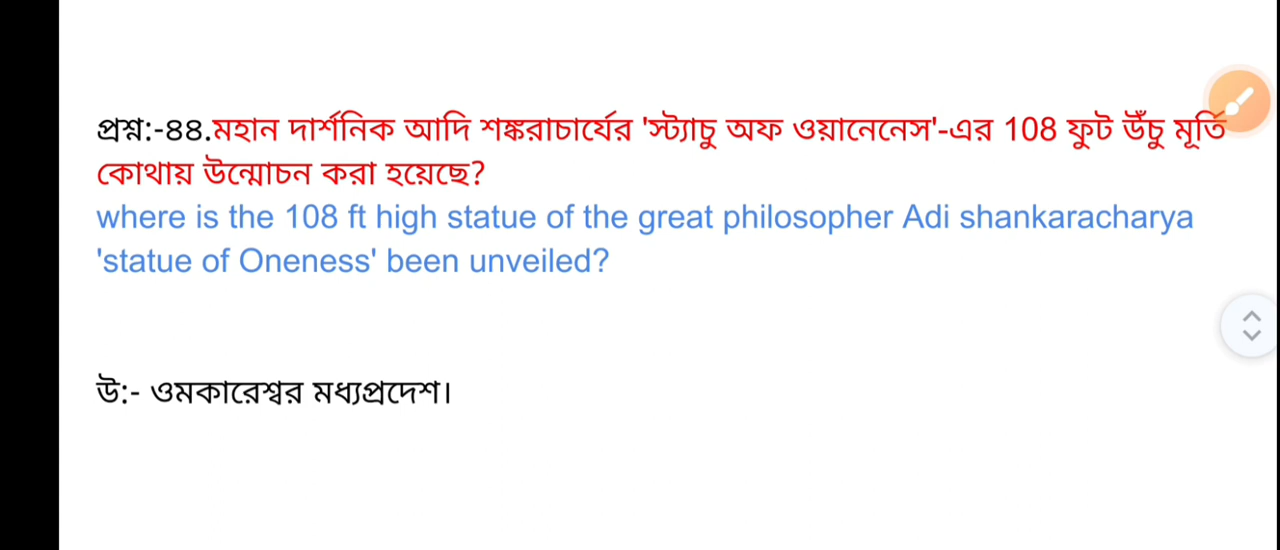 প্রশ্ন:-৪৪.মহান দার্শনিক আদি শঙ্করাচার্যের 'স্ট্যাচু অফ ওয়ানেনেস'-এর 108 ফুট উঁচু মূর্তি
কোথায় উন্মোচন করা হয়েছে?
where is the 108 ft high statue of the great philosopher Adi shankaracharya
'statue of Oneness' been unveiled?
উ:- ওমকারেশ্বর মধ্যপ্রদেশ।